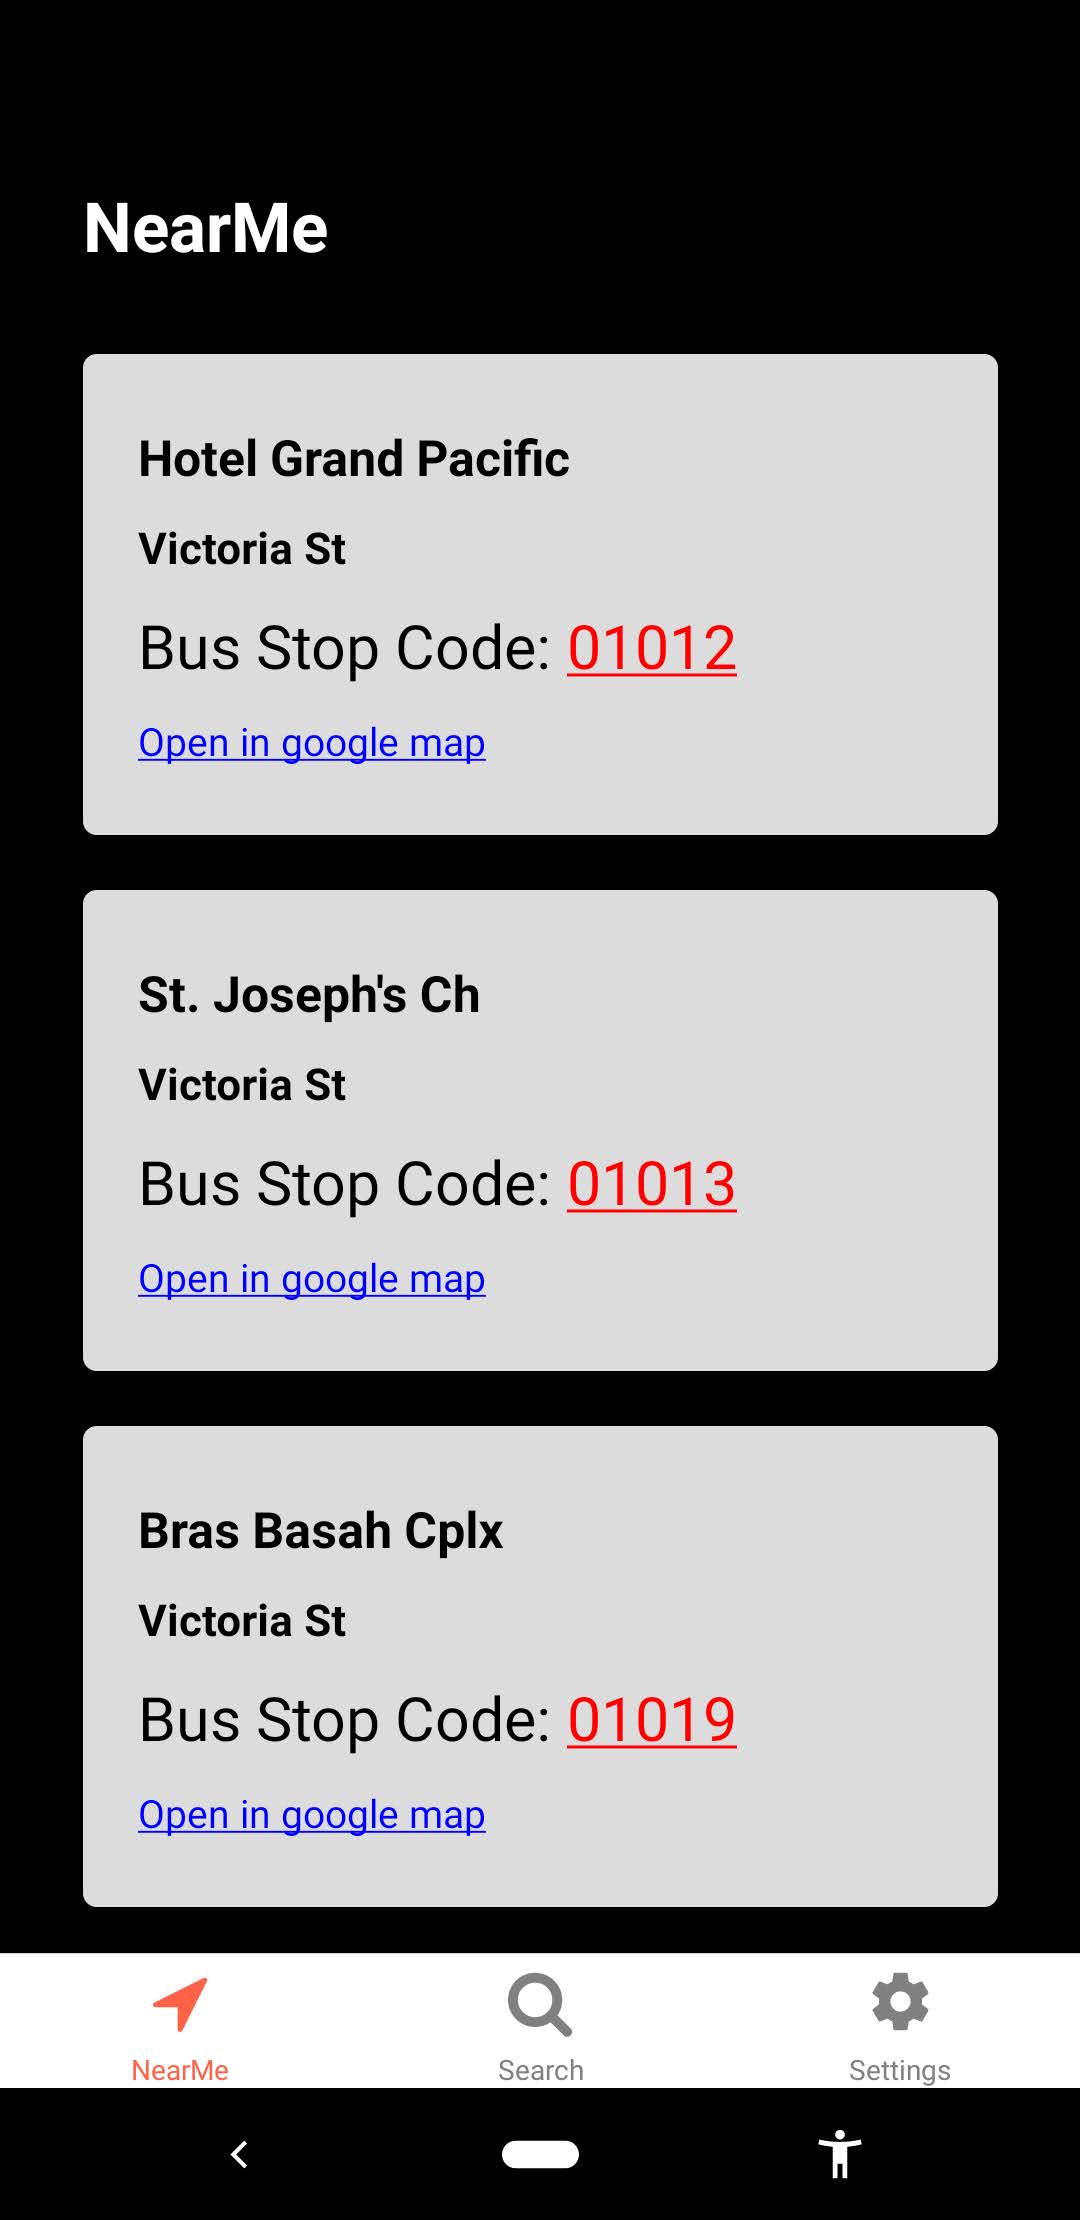 NearMe
Hotel Grand Pacific
Victoria St
Bus Stop Code: 01012
Open in google map
St. Joseph's Ch
Victoria St
Bus Stop Code: 01013
Open in google map
Bras Basah Cplx
Victoria St
Bus Stop Code: 01019
Open in google map
NearMe
Search
Settings